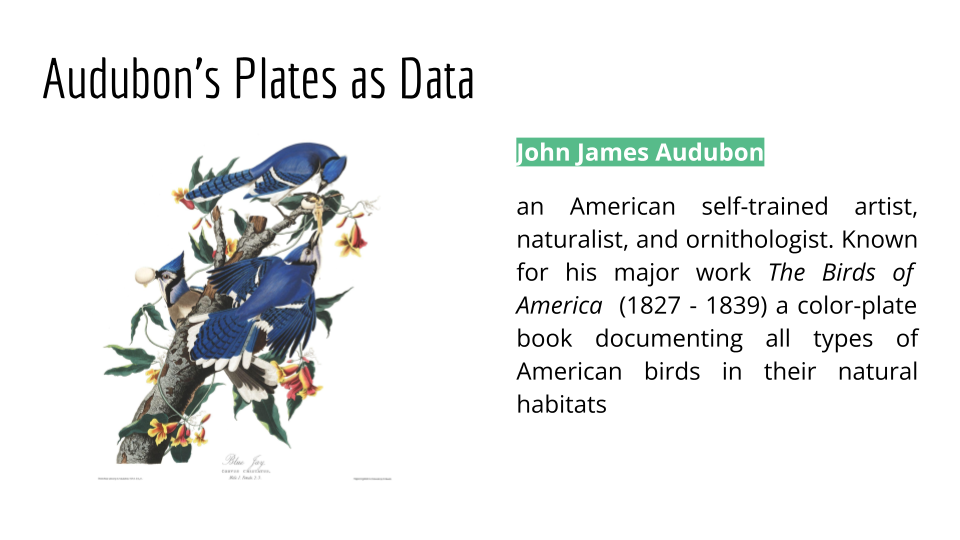 Audubon's Plates as Data
John James Audubon
an American self-trained artist,
naturalist, and ornithologist. Known
for his major work The Birds of
America (1827 - 1839) a color-plate
book documenting all types of
American birds in their natural
habitats
Blue Jay.